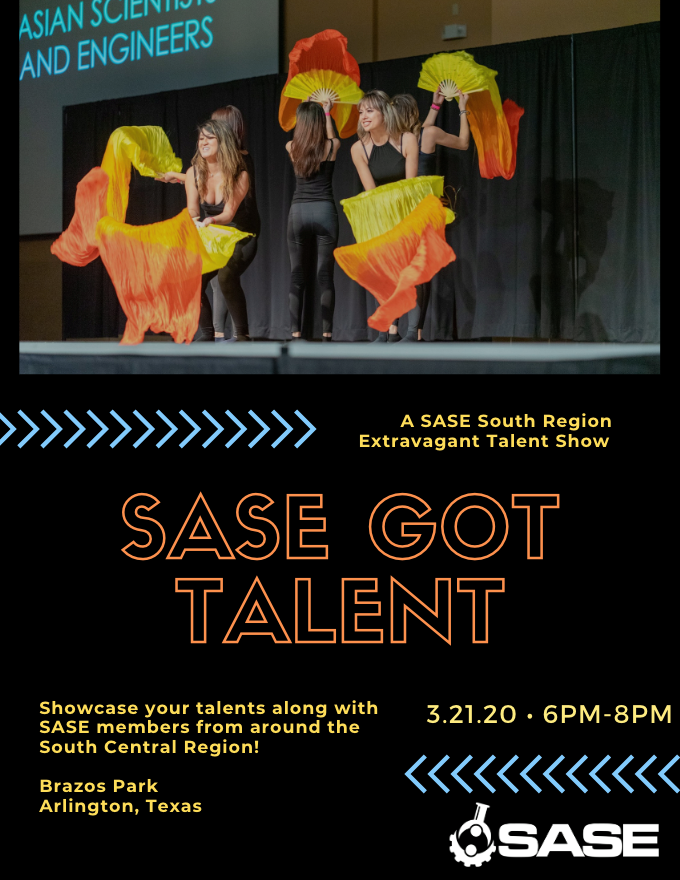 ASIAN SCIENTISTS
AND ENGINEERS
A SASE South Region
Extravagant Talent Show
SASE GOT
TALENT
Showcase your talents along with
SASE members from around the
South Central Region!
3.21.20 • 6PM-8PM
Brazos Park
Arlington, Texas
SASE